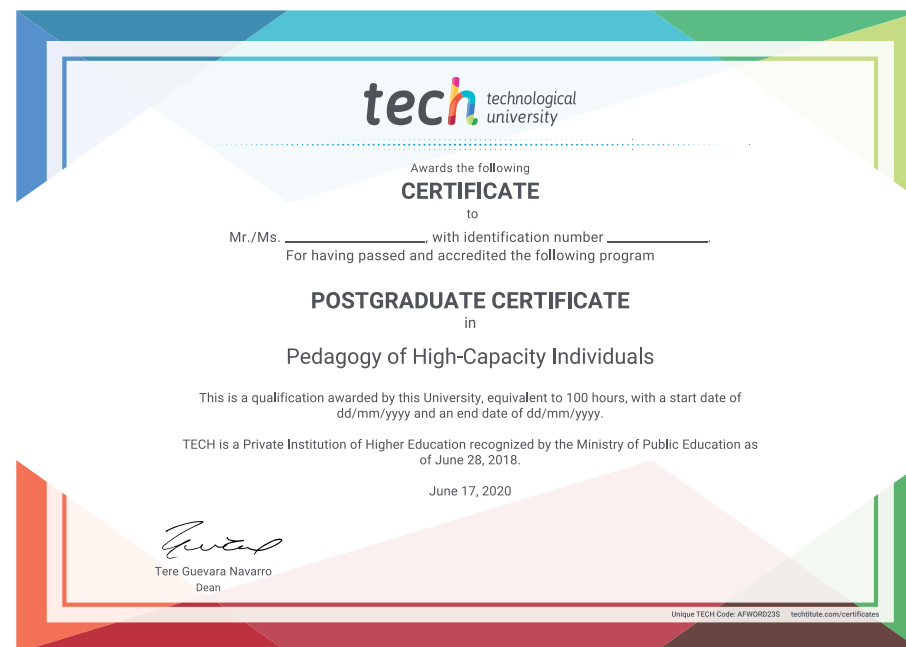 tech technological
university
Awards the following
CERTIFICATE
to
Mr./Ms. ____________, with identification number ____________.
For having passed and accredited the following program
POSTGRADUATE CERTIFICATE
in
Pedagogy of High-Capacity Individuals
This is a qualification awarded by this University, equivalent to 100 hours, with a start date of
dd/mm/yyyy and an end date of dd/mm/yyyy.
TECH is a Private Institution of Higher Education recognized by the Ministry of Public Education as
of June 28, 2018.
June 17, 2020
Tere Guevara Navarro
Dean
Unique TECH Code: AFWORD23S techtitute.com/certificates